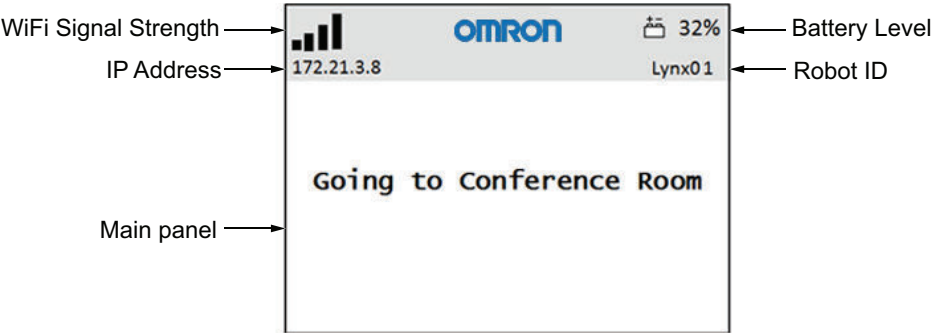 WiFi Signal Strength
OMRON
32%
Battery Level
IP Address
172.21.3.8
Lynx01
Robot ID
Going to Conference Room
Main panel